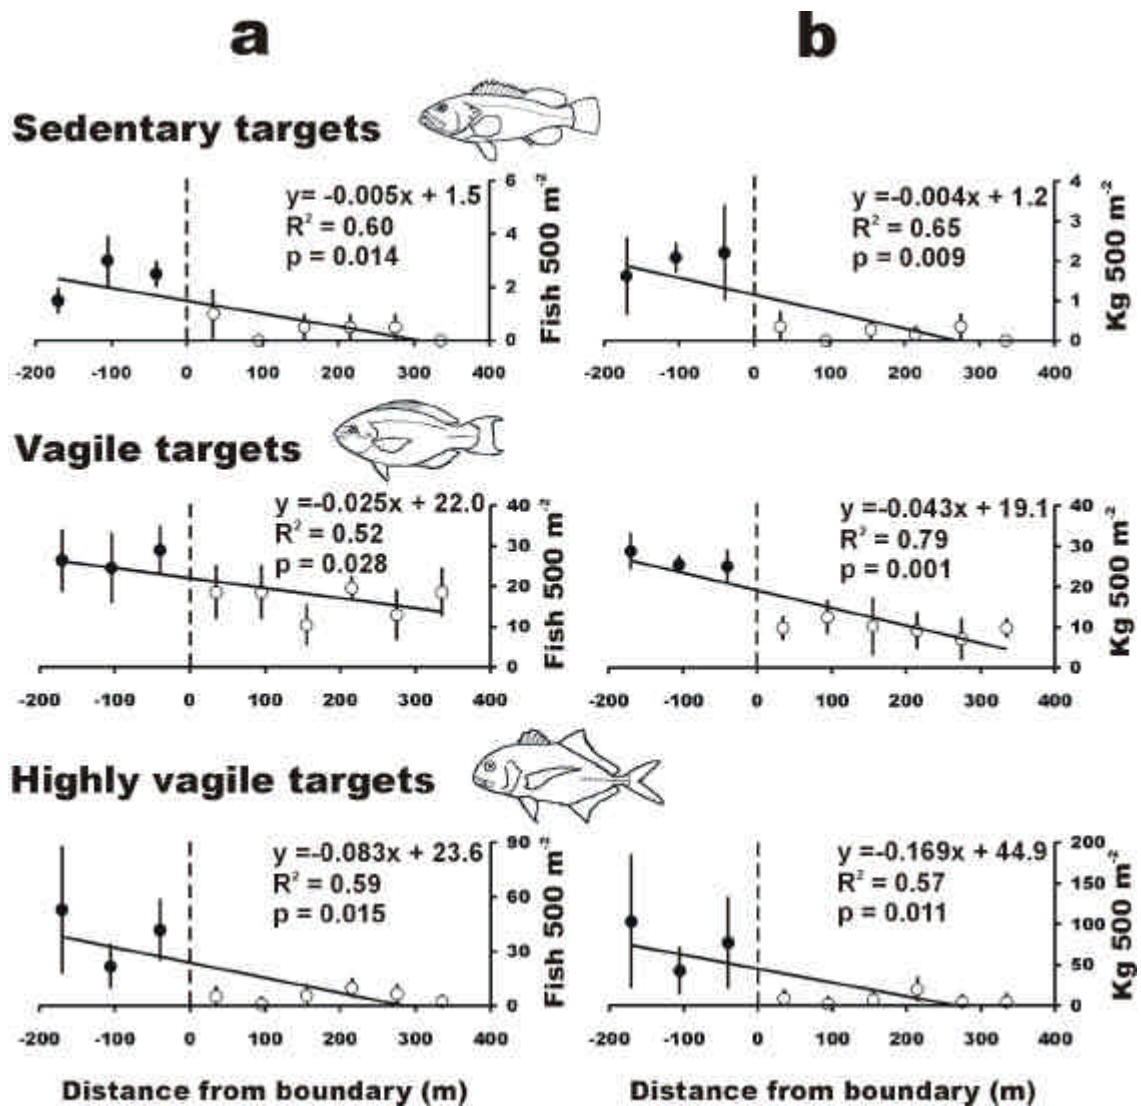 a b
Sedentary targets
y= -0.005x + 1.5
R² = 0.60
p = 0.014
6
4
2
0
Fish 500 m⁻²
-200 -100 0 100 200 300 400
y =-0.004x + 1.2
R² = 0.65
p = 0.009
4
3
2
1
0
Kg 500 m⁻²
-200 -100 0 100 200 300 400
Vagile targets
y =-0.025x + 22.0
R² = 0.52
p = 0.028
40
30
20
10
0
Fish 500 m⁻²
-200 -100 0 100 200 300 400
y =-0.043x + 19.1
R² = 0.79
p = 0.001
40
30
20
10
0
Kg 500 m⁻²
-200 -100 0 100 200 300 400
Highly vagile targets
y =-0.083x + 23.6
R² = 0.59
p = 0.015
90
60
30
0
Fish 500 m⁻²
-200 -100 0 100 200 300 400
y =-0.169x + 44.9
R² = 0.57
p = 0.011
200
150
100
50
0
Kg 500 m⁻²
-200 -100 0 100 200 300 400
Distance from boundary (m) Distance from boundary (m)